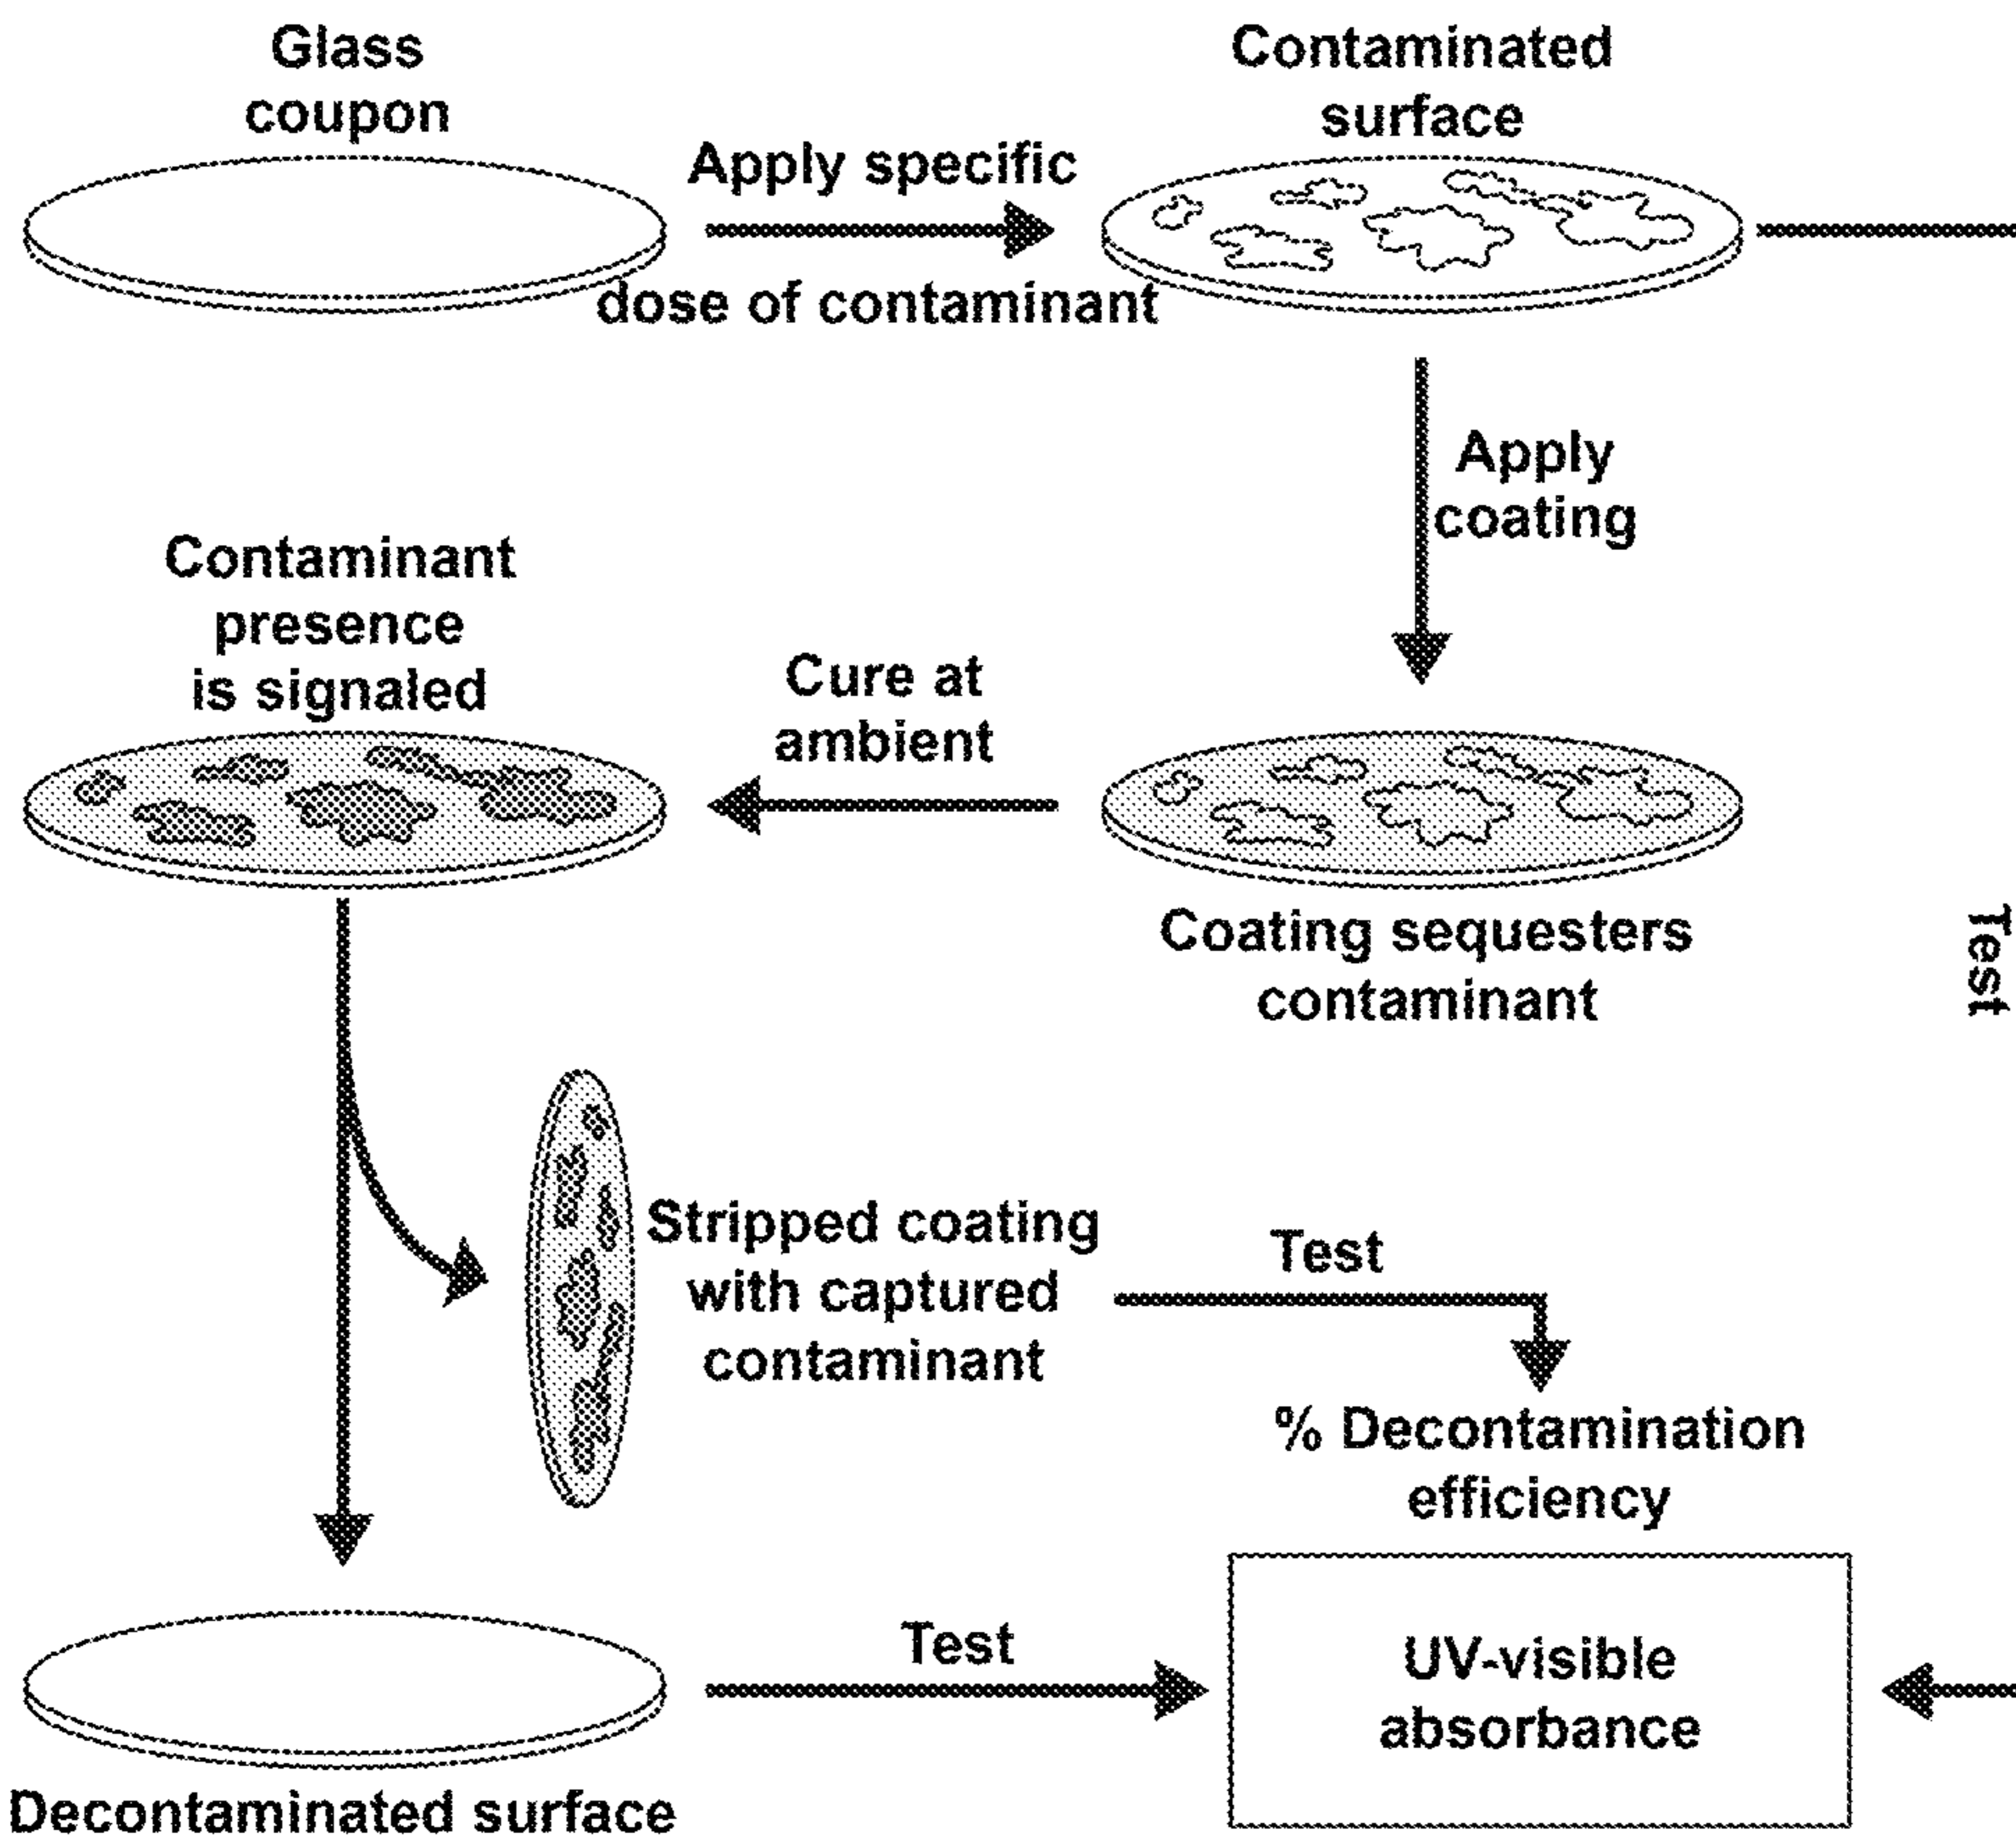 Glass
coupon
Apply specific
dose of contaminant
Contaminated
surface
Apply
coating
Contaminant
presence
is signaled
Cure at
ambient
Coating sequesters
contaminant
Test
Stripped coating
with captured
contaminant
Test
% Decontamination
efficiency
Decontaminated surface
Test
UV-visible
absorbance